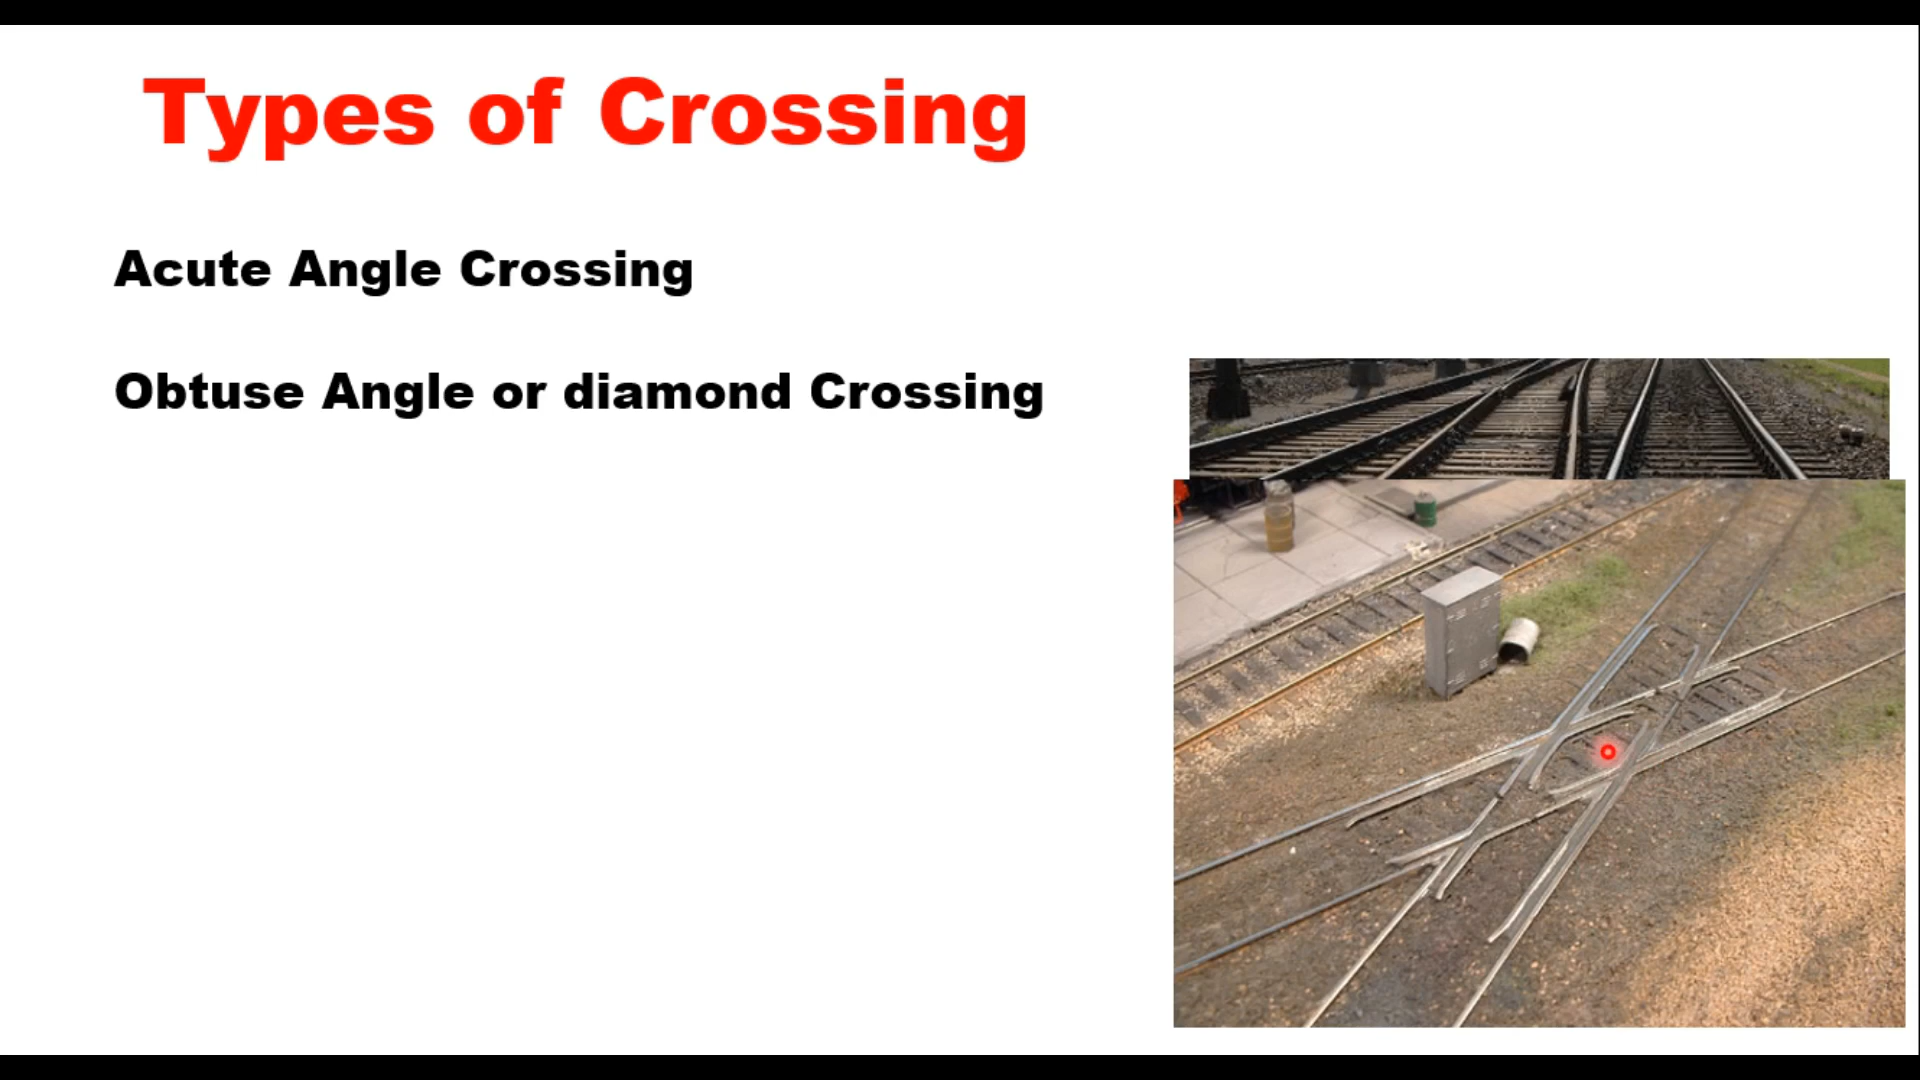 Types of Crossing
Acute Angle Crossing
Obtuse Angle or diamond Crossing